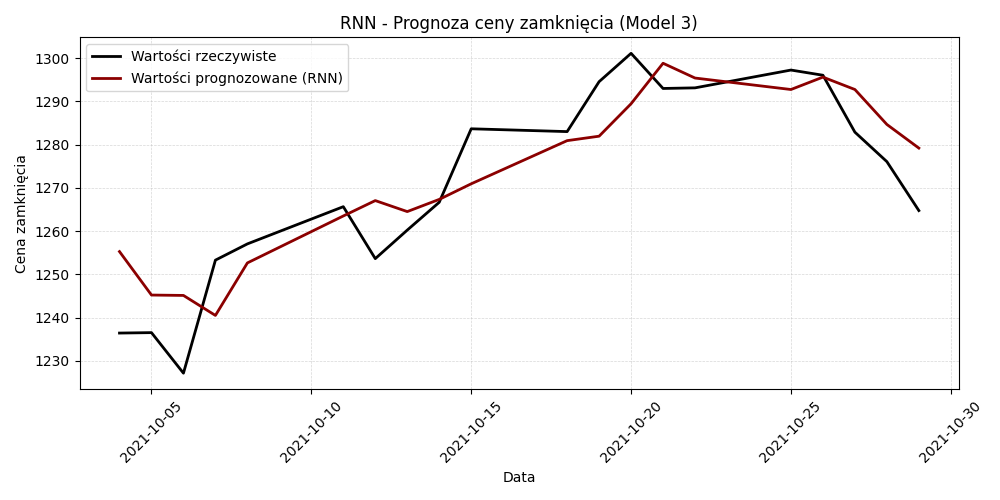 RNN - Prognoza ceny zamknięcia (Model 3)
Wartości rzeczywiste
Wartości prognozowane (RNN)
Cena zamknięcia
1300
1290
1280
1270
1260
1250
1240
1230
2021-10-05
2021-10-10
2021-10-15
2021-10-20
2021-10-25
2021-10-30
Data